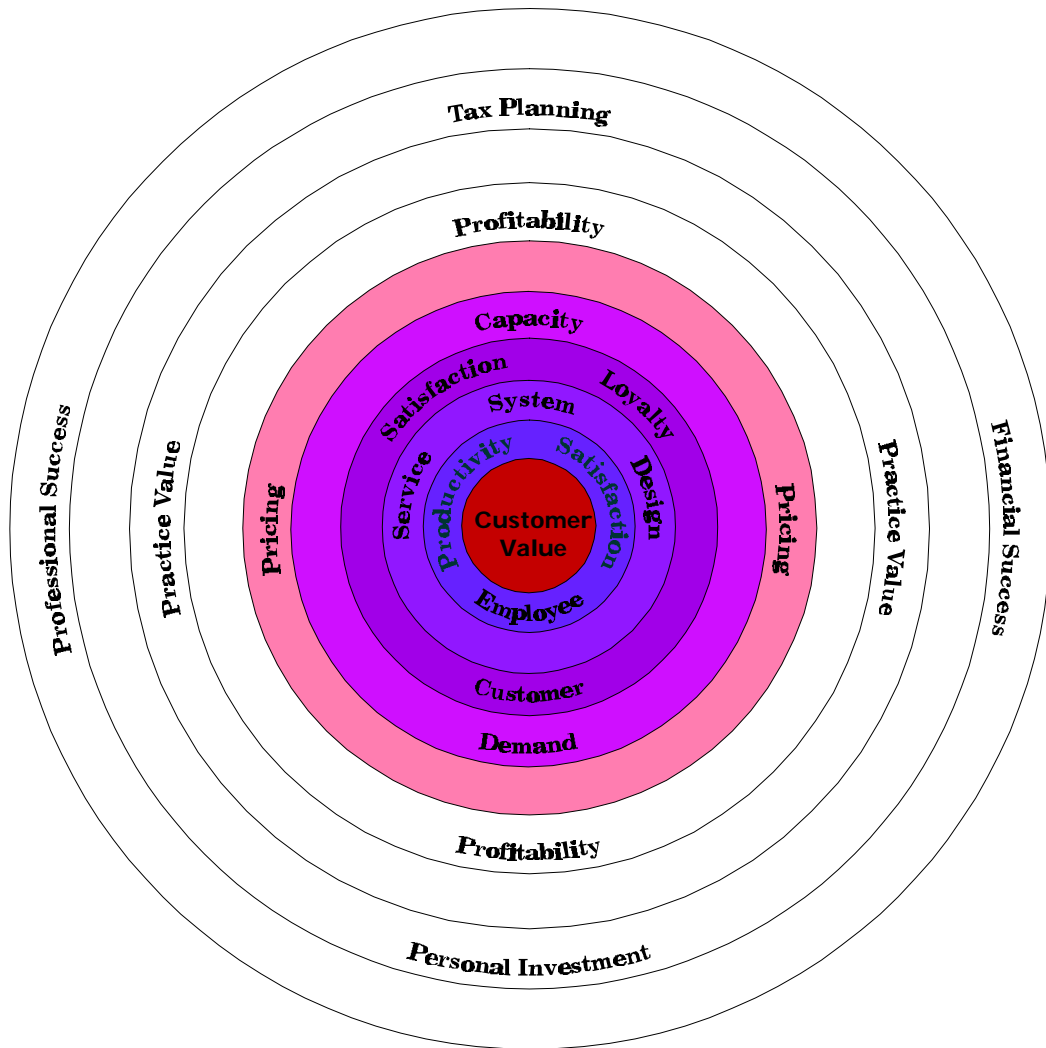 Tax Planning
Profitability
Capacity
Satisfaction
Loyalty
System
Productivity
Satisfaction
Service
Design
Professional Success
Practice Value
Pricing
Customer
Value
Pricing
Practice Value
Financial Success
Employee
Customer
Demand
Profitability
Personal Investment